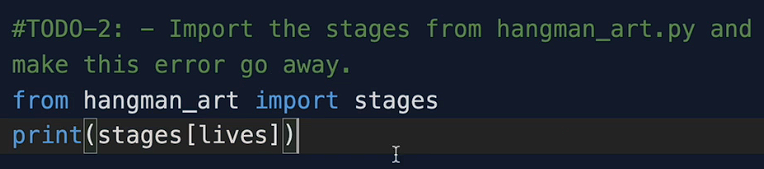 #TODO-2: - Import the stages from hangman_art.py and
make this error go away.
from hangman_art import stages
print(stages[lives])